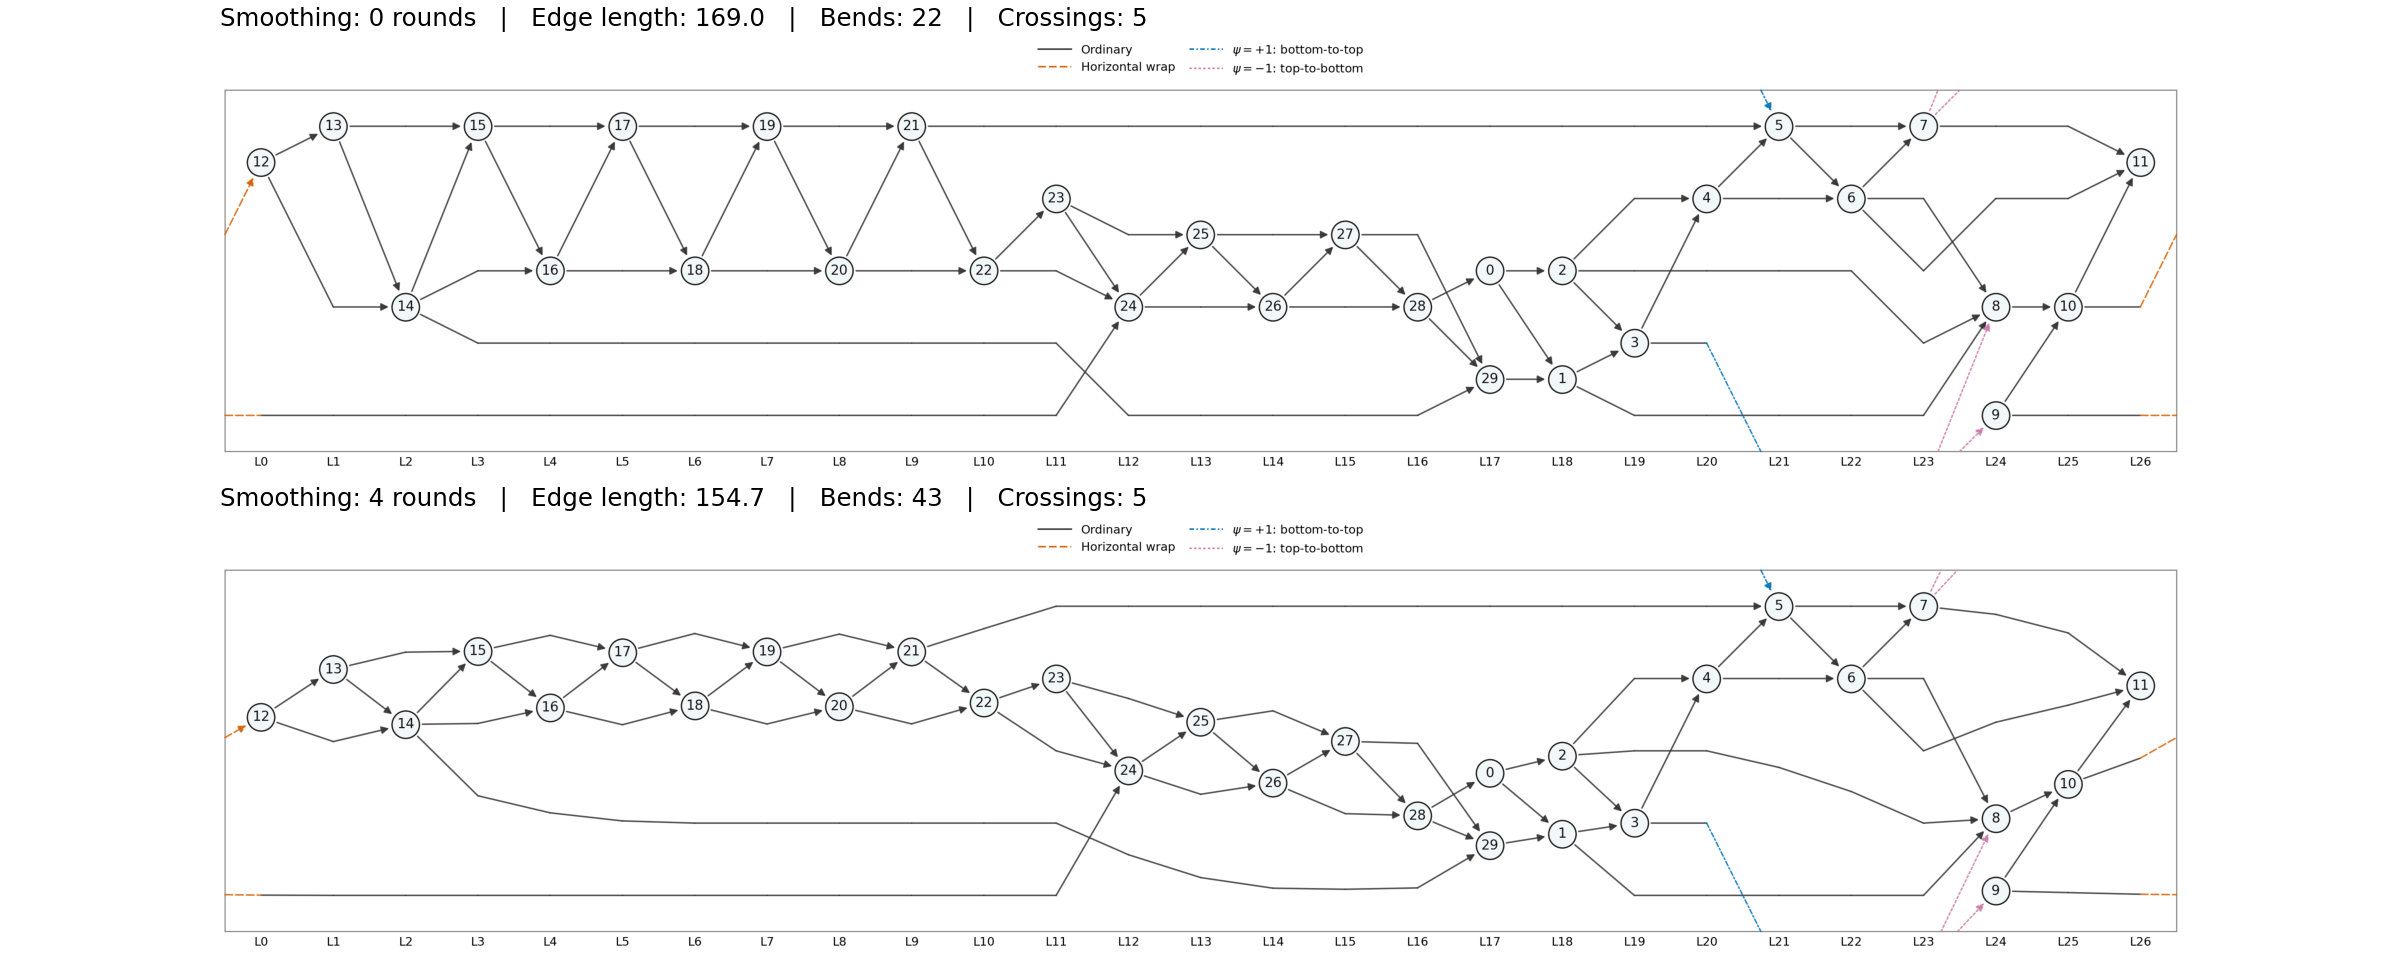 Smoothing: 0 rounds | Edge length: 169.0 | Bends: 22 | Crossings: 5
Ordinary ψ = +1: bottom-to-top
Horizontal wrap ψ = −1: top-to-bottom
13 15 17 19 21 5 7
12 11
23 4 6
25 27
16 18 20 22 0 2
14 24 26 28 8 10
3
29 1
9
L0 L1 L2 L3 L4 L5 L6 L7 L8 L9 L10 L11 L12 L13 L14 L15 L16 L17 L18 L19 L20 L21 L22 L23 L24 L25 L26
Smoothing: 4 rounds | Edge length: 154.7 | Bends: 43 | Crossings: 5
Ordinary ψ = +1: bottom-to-top
Horizontal wrap ψ = −1: top-to-bottom
5 7
15 17 19 21
13 23 4 6 11
12 14 16 18 20 22 25
27
2
24 26 0 10
28 3 8
29 1
9
L0 L1 L2 L3 L4 L5 L6 L7 L8 L9 L10 L11 L12 L13 L14 L15 L16 L17 L18 L19 L20 L21 L22 L23 L24 L25 L26